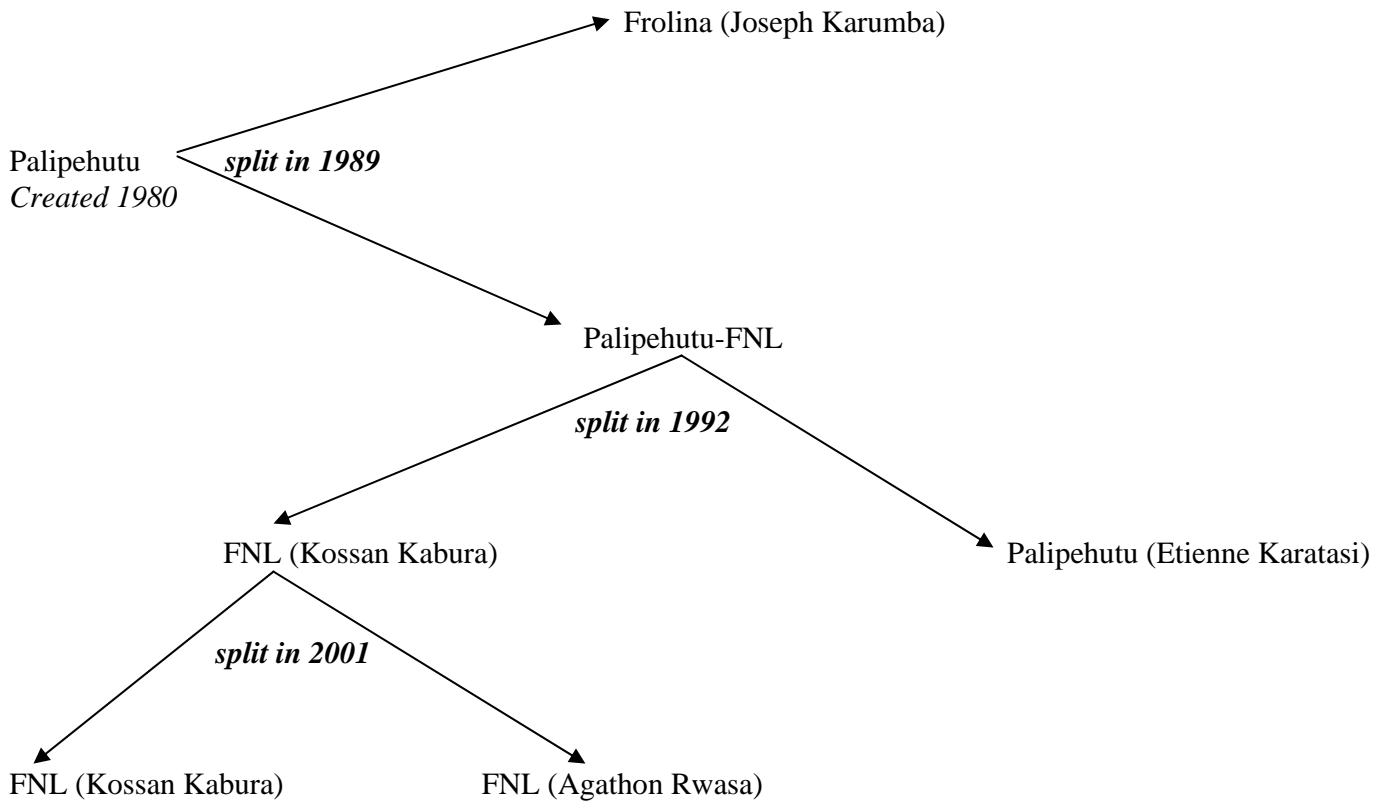 Frolina (Joseph Karumba)
Palipehutu
split in 1989
Created 1980
Palipehutu-FNL
split in 1992
FNL (Kossan Kabura)
Palipehutu (Etienne Karatasi)
split in 2001
FNL (Kossan Kabura)
FNL (Agathon Rwasa)